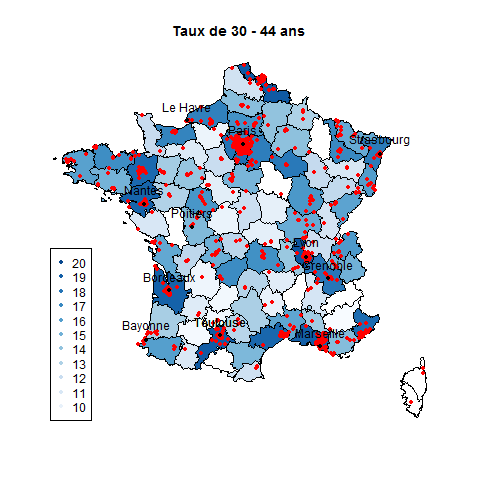 Taux de 30 - 44 ans
Le Havre
Paris
Strasbourg
Nantes
Poitiers
Lyon
Grenoble
Bordeaux
Bayonne
Toulouse
Marseille
20
19
18
17
16
15
14
13
12
11
10